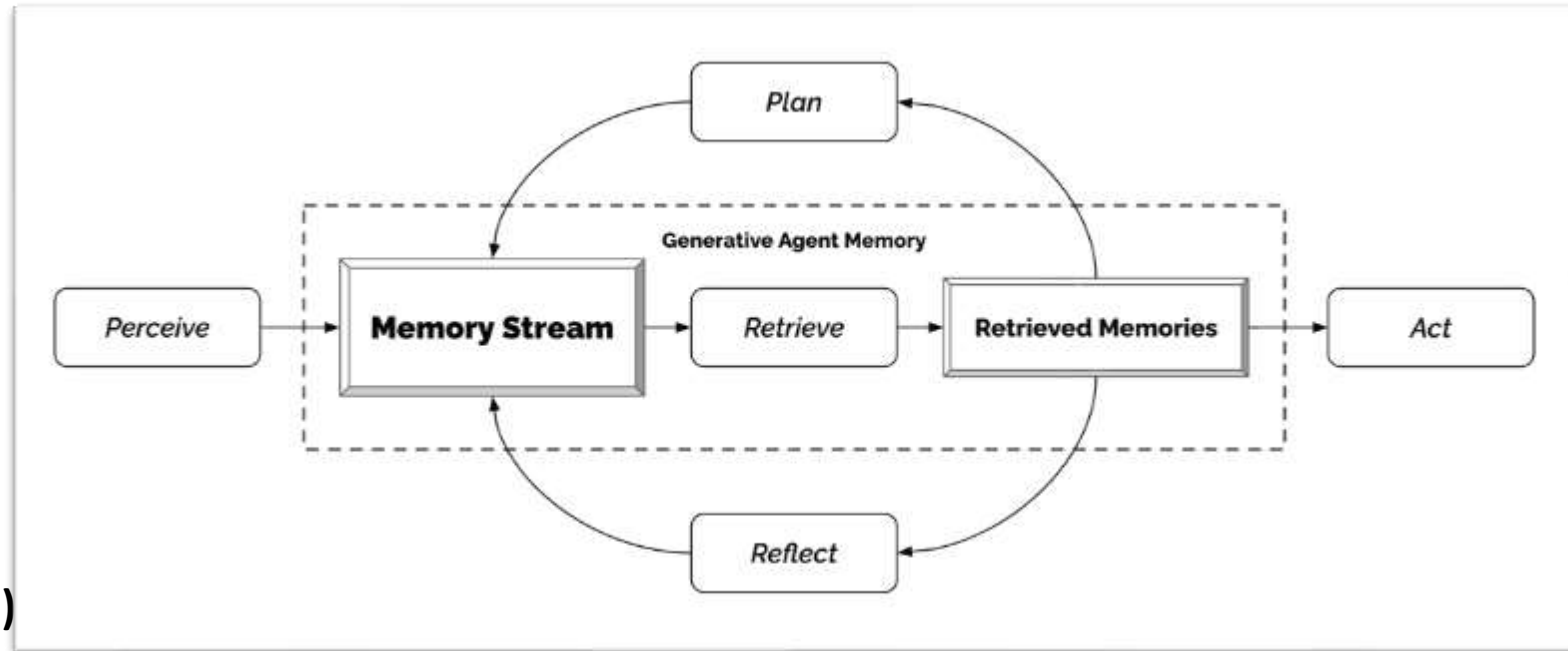 Plan
Generative Agent Memory
Perceive
Memory Stream
Retrieve
Retrieved Memories
Act
Reflect
)